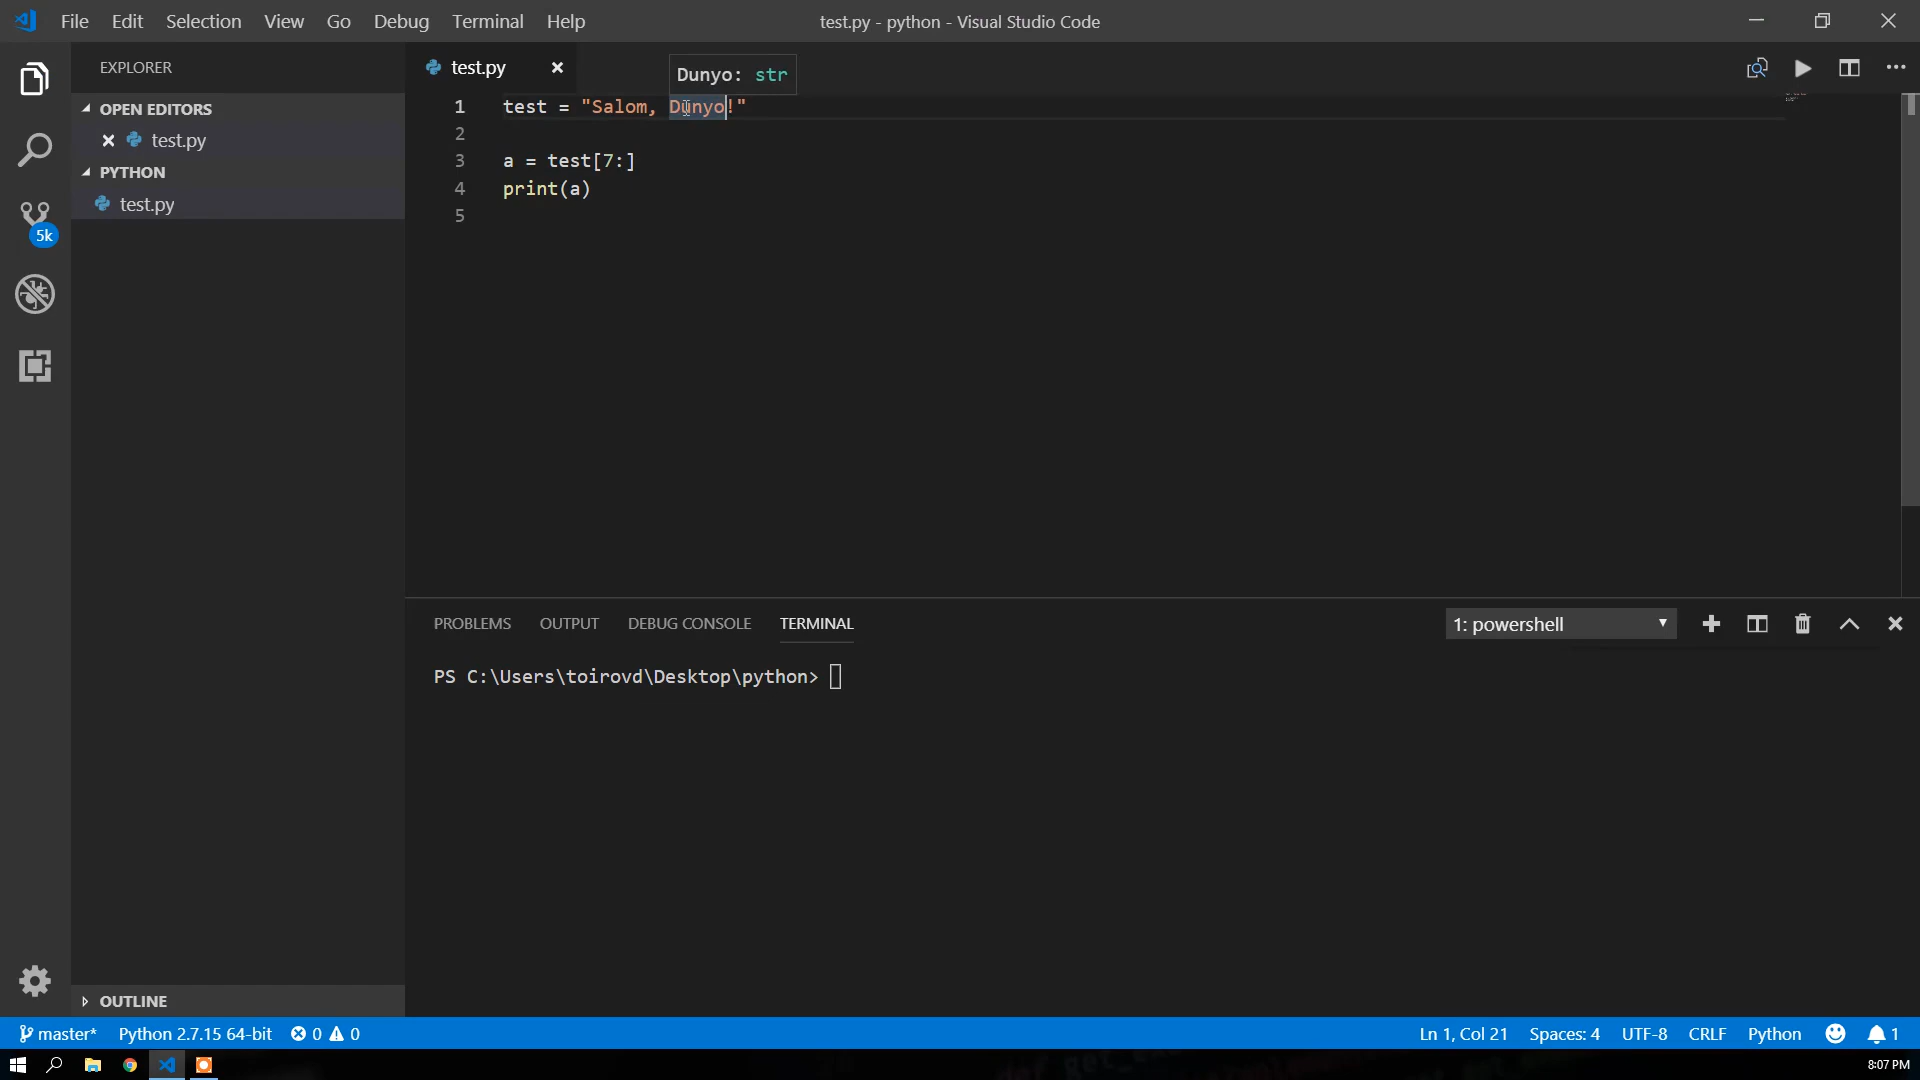 File Edit Selection View Go Debug Terminal Help
test.py - python - Visual Studio Code
EXPLORER
OPEN EDITORS
test.py
PYTHON
test.py
5k
OUTLINE
test.py
Dunyo: str
1 test = "Salom, Dunyo!"
2
3 a = test[7:]
4 print(a)
5
PROBLEMS OUTPUT DEBUG CONSOLE TERMINAL
1: powershell
PS C:\Users\toirovd\Desktop\python>
master* Python 2.7.15 64-bit 0 0
Ln 1, Col 21 Spaces: 4 UTF-8 CRLF Python 1
8:07 PM